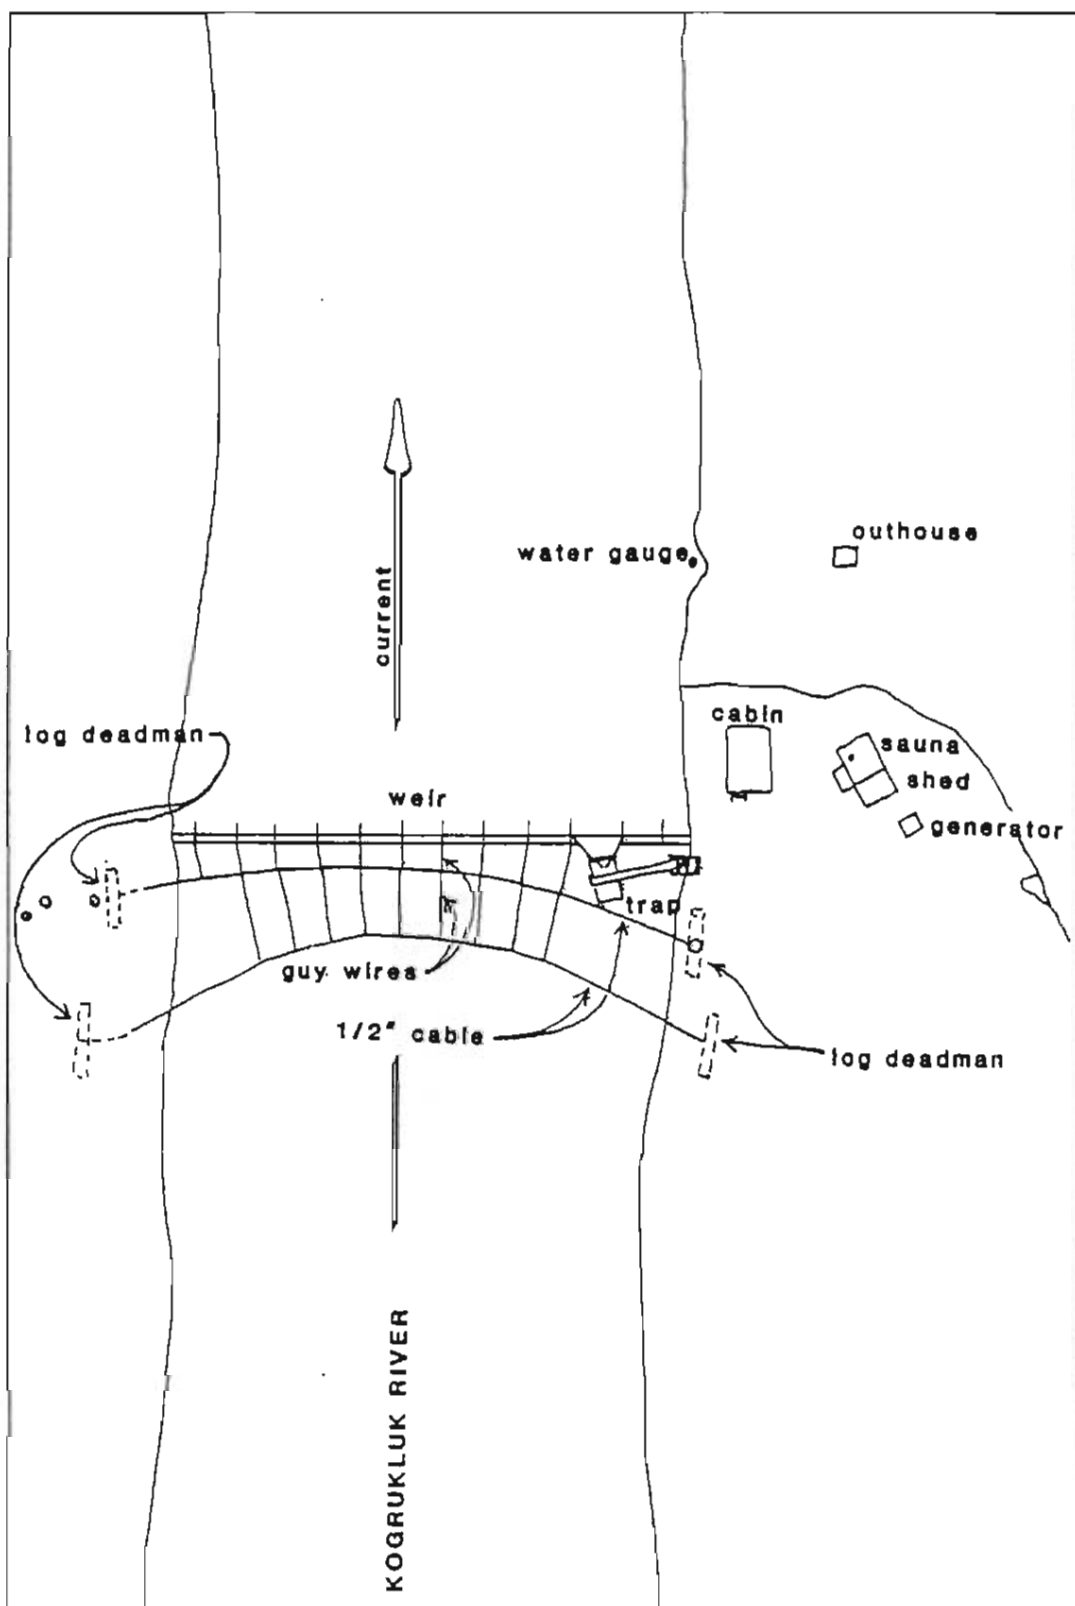 outhouse
water gauge
current
cabin
log deadman
sauna
shed
weir
generator
trap
guy wires
1/2" cable
log deadman
KOGRUKLUK RIVER